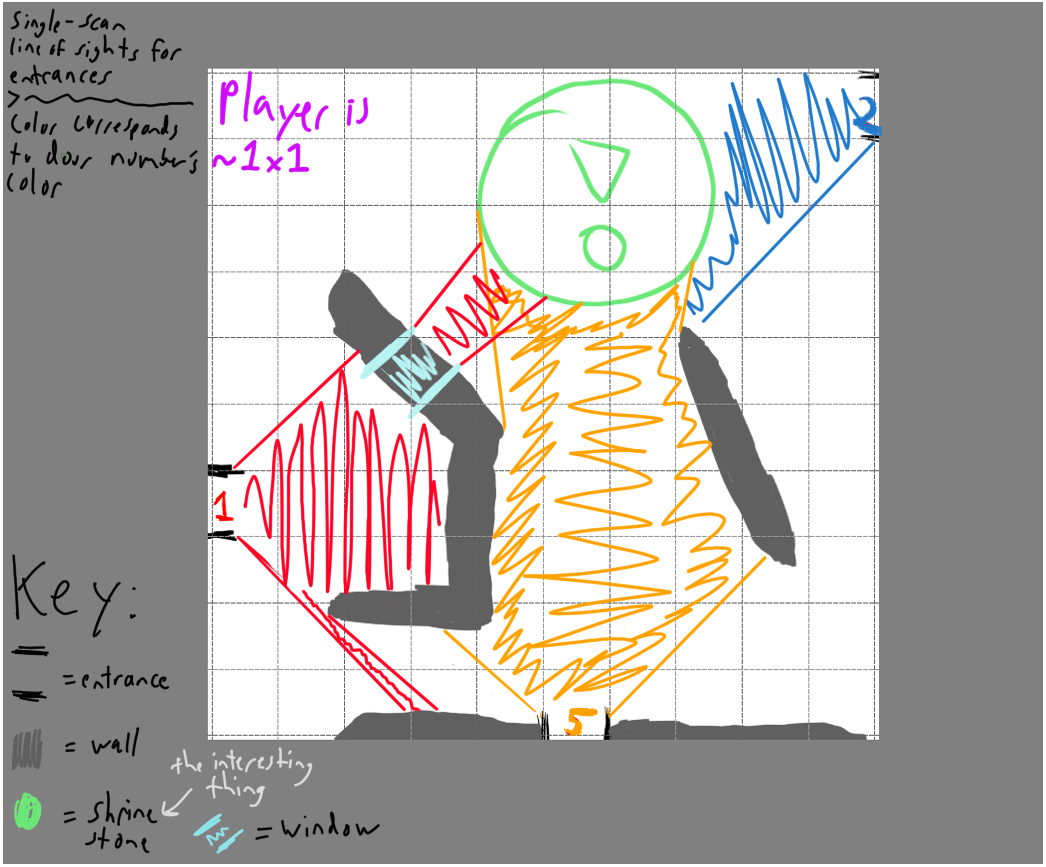 Single-scan
line of sights for
entrances
>
Color corresponds
to door number's
color
Player is
~1x1
2
1
5
Key:
= entrance
= wall
the interesting
thing
i = shrine
stone
= window